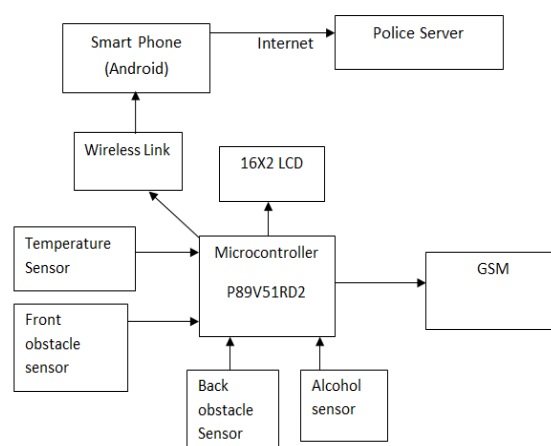 Smart Phone
(Android)
Internet
Police Server
Wireless Link
16X2 LCD
Temperature
Sensor
Microcontroller
P89V51RD2
GSM
Front
obstacle
sensor
Back
obstacle
Sensor
Alcohol
sensor